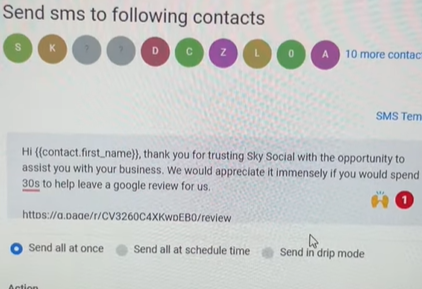 Send sms to following contacts
S K ? ? D C Z L 0 A 10 more contac
SMS Tem
Hi {{contact.first_name}}, thank you for trusting Sky Social with the opportunity to
assist you with your business. We would appreciate it immensely if you would spend
30s to help leave a google review for us.
1
https://g.page/r/CV3260C4XKwpEB0/review
Send all at once Send all at schedule time Send in drip mode
Action